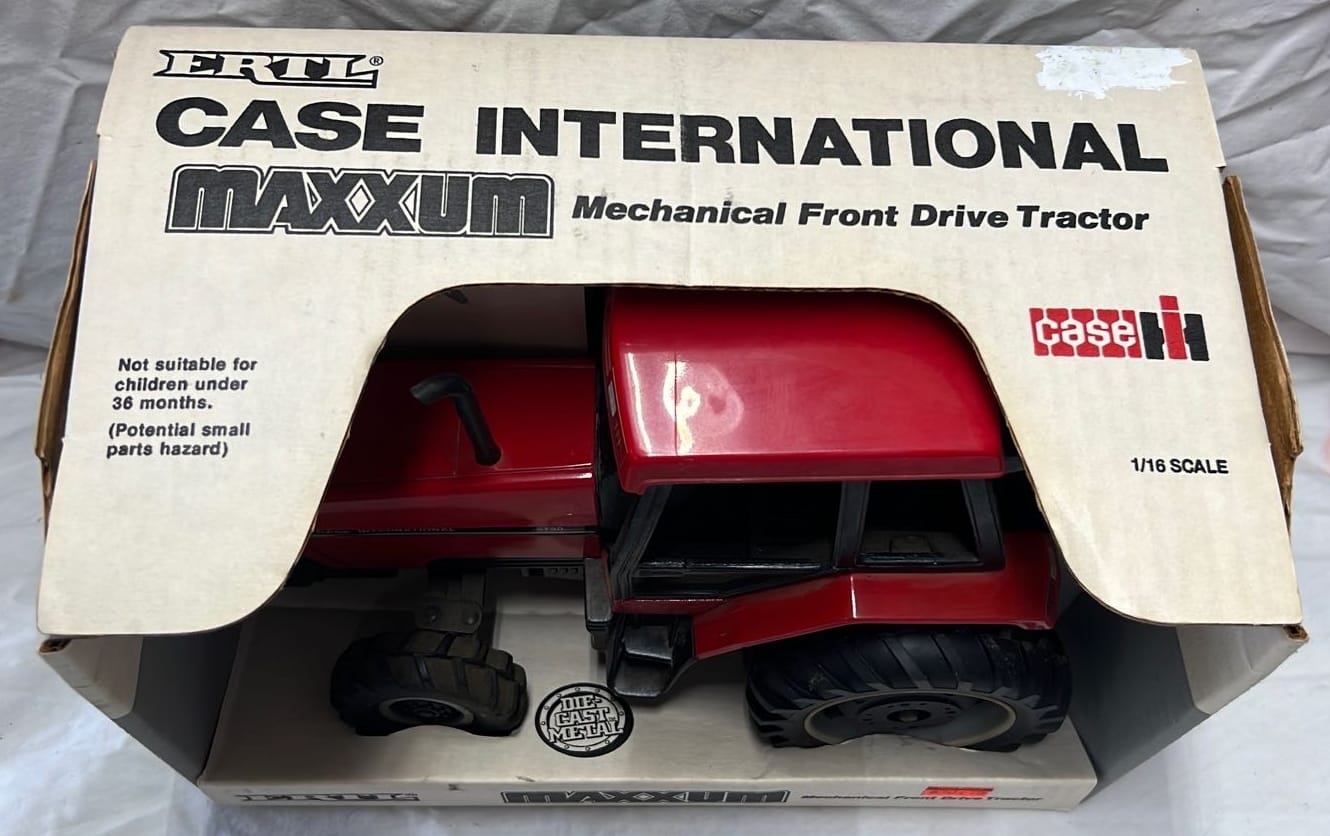 ERTL®
CASE INTERNATIONAL
MAXXUM Mechanical Front Drive Tractor
case IH
Not suitable for
children under
36 months.
(Potential small
parts hazard)
1/16 SCALE
INTERNATIONAL
DIE-
CAST
METAL
ERTL MAXXUM Mechanical Front Drive Tractor